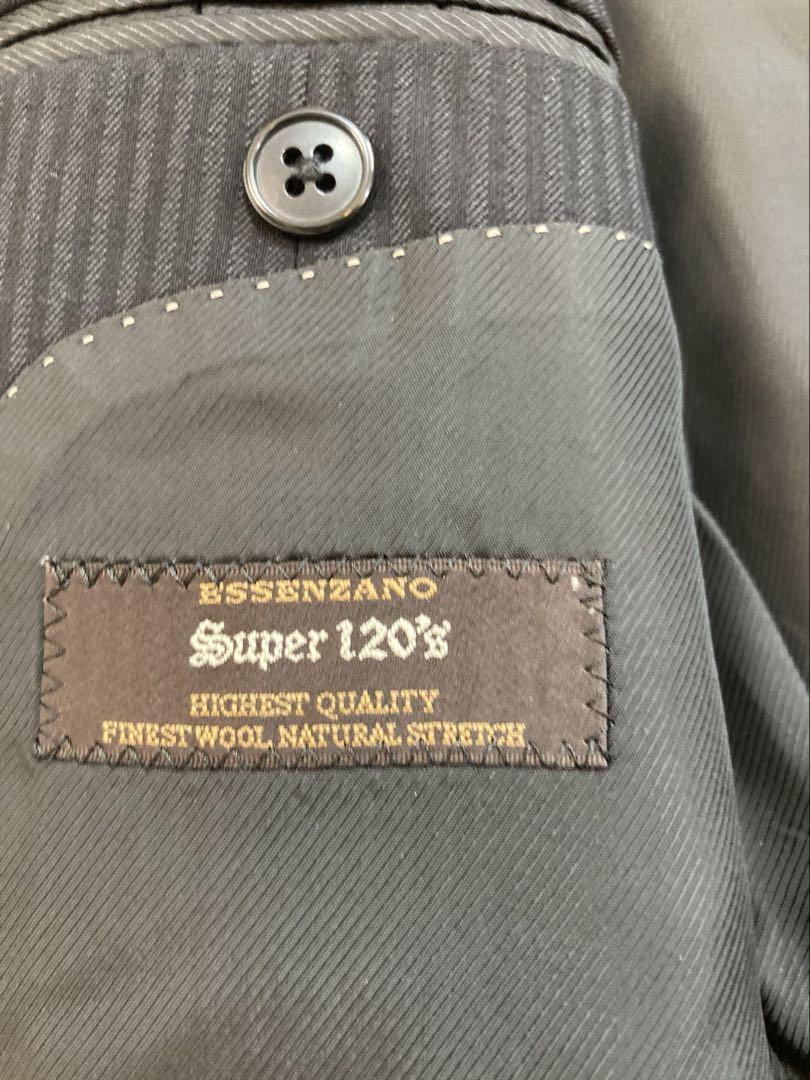 ESSENZANO
Super 120's
HIGHEST QUALITY
FINEST WOOL NATURAL STRETCH